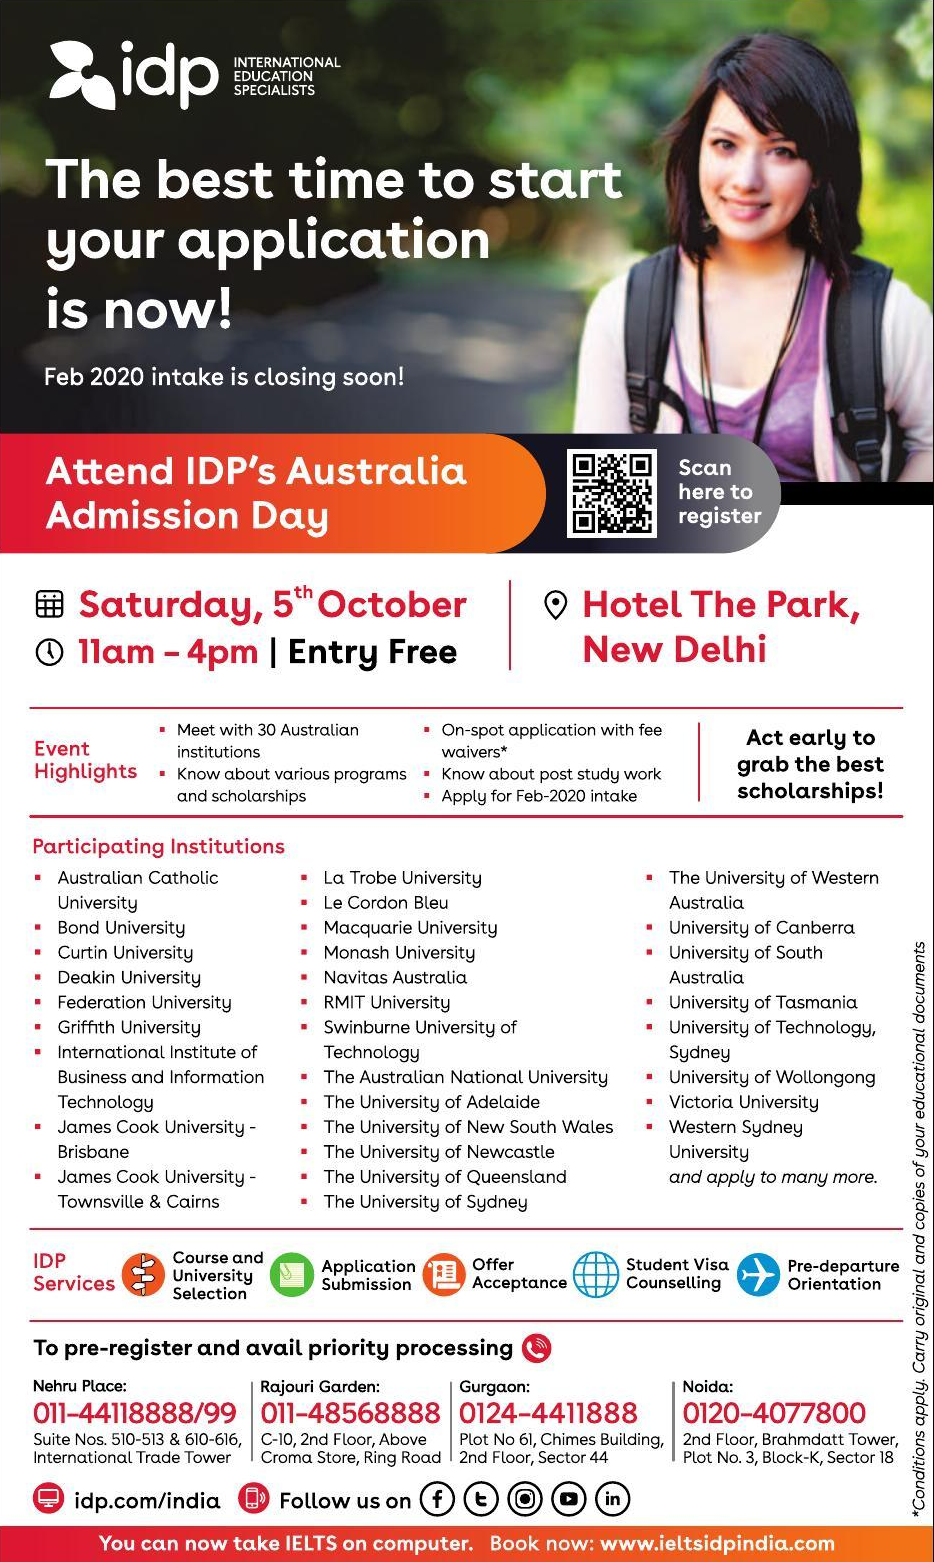 idp INTERNATIONAL
EDUCATION
SPECIALISTS
The best time to start
your application
is now!
Feb 2020 intake is closing soon!
Attend IDP's Australia
Admission Day
Scan
here to
register
Saturday, 5th October
11am – 4pm | Entry Free
Hotel The Park,
New Delhi
Event
Highlights
▪ Meet with 30 Australian
institutions
▪ Know about various programs
and scholarships
▪ On-spot application with fee
waivers*
▪ Know about post study work
▪ Apply for Feb-2020 intake
Act early to
grab the best
scholarships!
Participating Institutions
▪ Australian Catholic
University
▪ Bond University
▪ Curtin University
▪ Deakin University
▪ Federation University
▪ Griffith University
▪ International Institute of
Business and Information
Technology
▪ James Cook University -
Brisbane
▪ James Cook University -
Townsville & Cairns
▪ La Trobe University
▪ Le Cordon Bleu
▪ Macquarie University
▪ Monash University
▪ Navitas Australia
▪ RMIT University
▪ Swinburne University of
Technology
▪ The Australian National University
▪ The University of Adelaide
▪ The University of New South Wales
▪ The University of Newcastle
▪ The University of Queensland
▪ The University of Sydney
▪ The University of Western
Australia
▪ University of Canberra
▪ University of South
Australia
▪ University of Tasmania
▪ University of Technology,
Sydney
▪ University of Wollongong
▪ Victoria University
▪ Western Sydney
University
and apply to many more.
IDP
Services
Course and
University
Selection
Application
Submission
Offer
Acceptance
Student Visa
Counselling
Pre-departure
Orientation
To pre-register and avail priority processing
Nehru Place:
011-44118888/99
Suite Nos. 510-513 & 610-616,
International Trade Tower
Rajouri Garden:
011-48568888
C-10, 2nd Floor, Above
Croma Store, Ring Road
Gurgaon:
0124-4411888
Plot No 61, Chimes Building,
2nd Floor, Sector 44
Noida:
0120-4077800
2nd Floor, Brahmdatt Tower,
Plot No. 3, Block-K, Sector 18
idp.com/india
Follow us on
You can now take IELTS on computer. Book now: www.ieltsidpindia.com
*Conditions apply. Carry original and copies of your educational documents